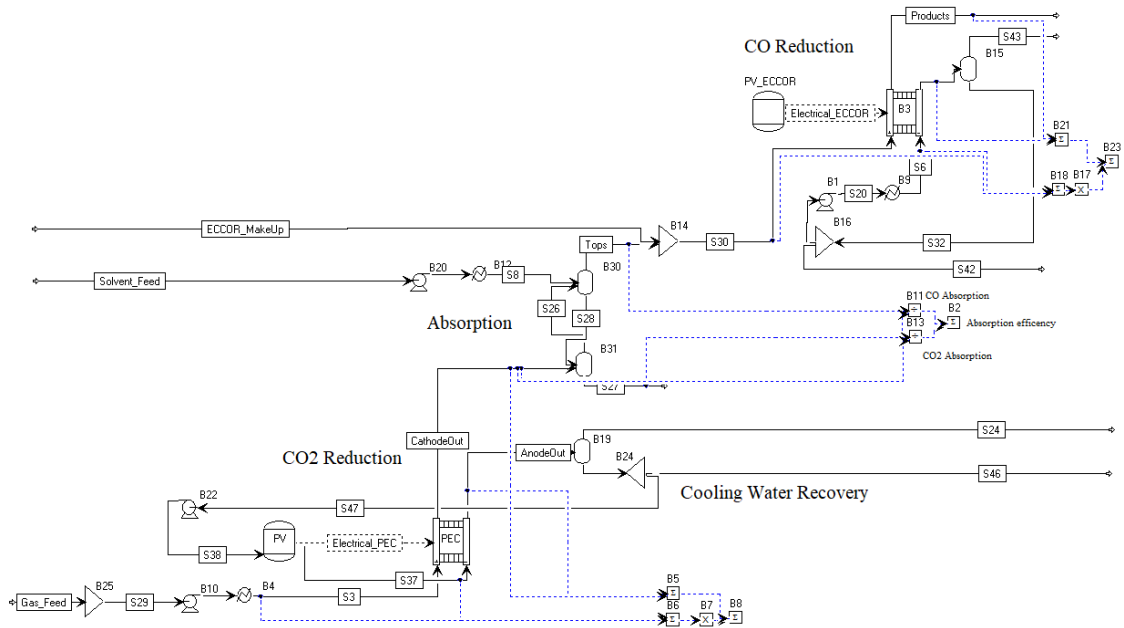 Products
S43
CO Reduction
B15
PV_ECCOR
Electrical_ECCOR
B3
B21
B23
S6
B18
B17
B1
S20
B9
ECCOR_MakeUp
B14
B16
Tops
S30
S32
B20
B12
S8
B30
S42
Solvent_Feed
B11
CO Absorption
S26
S28
B2
Absorption
B13
Absorption efficency
B31
CO2 Absorption
S27
CathodeOut
B19
S24
CO2 Reduction
AnodeOut
B24
S46
Cooling Water Recovery
B22
S47
PV
Electrical_PEC
PEC
S38
S37
B25
B10
B4
B5
Gas_Feed
S29
S3
B6
B7
B8